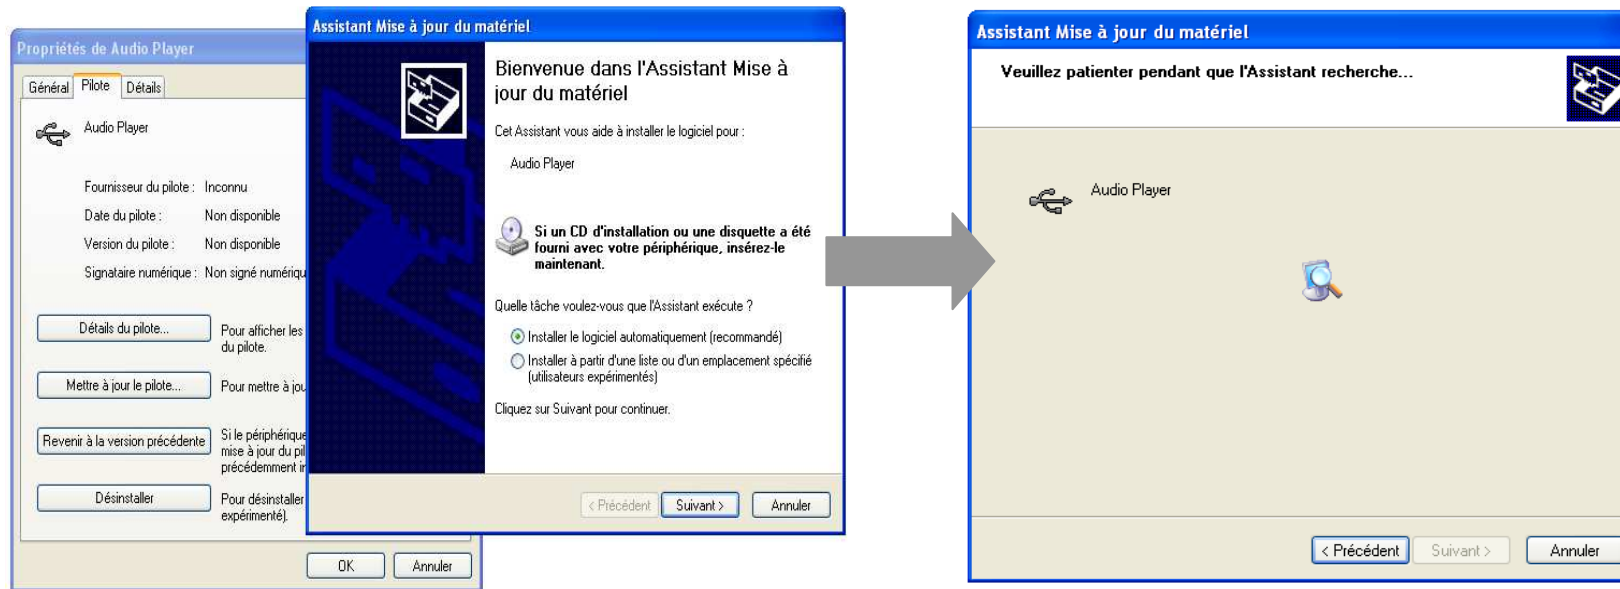 Propriétés de Audio Player
Général
Pilote
Détails
Audio Player
Fournisseur du pilote : Inconnu
Date du pilote : Non disponible
Version du pilote : Non disponible
Signataire numérique : Non signé numériqu
Détails du pilote...
Pour afficher les
du pilote.
Mettre à jour le pilote...
Pour mettre à jou
Revenir à la version précédente
Si le périphérique
mise à jour du pil
précédemment in
Désinstaller
Pour désinstaller
expérimenté).
OK
Annuler
Assistant Mise à jour du matériel
Bienvenue dans l'Assistant Mise à
jour du matériel
Cet Assistant vous aide à installer le logiciel pour :
Audio Player
Si un CD d'installation ou une disquette a été
fourni avec votre périphérique, insérez-le
maintenant.
Quelle tâche voulez-vous que l'Assistant exécute ?
Installer le logiciel automatiquement (recommandé)
Installer à partir d'une liste ou d'un emplacement spécifié
(utilisateurs expérimentés)
Cliquez sur Suivant pour continuer.
< Précédent
Suivant >
Annuler
Assistant Mise à jour du matériel
Veuillez patienter pendant que l'Assistant recherche...
Audio Player
< Précédent
Suivant >
Annuler